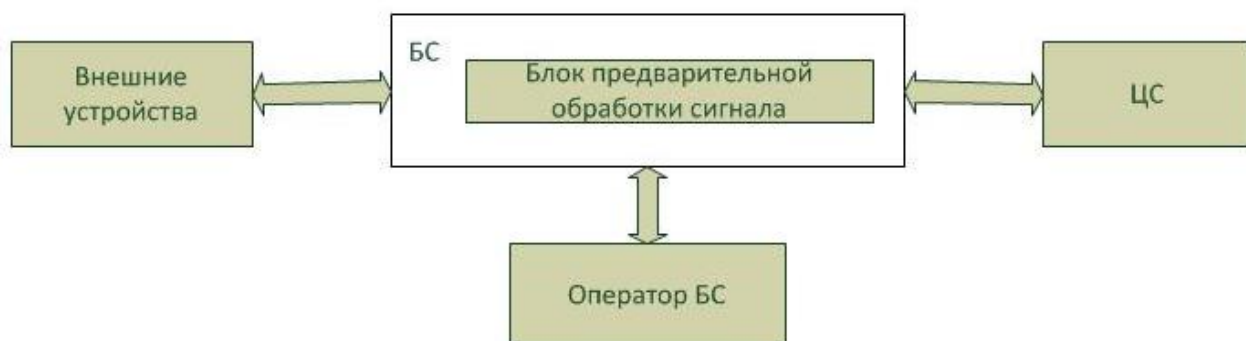 Внешние
устройства
БС
Блок предварительной
обработки сигнала
ЦС
Оператор БС